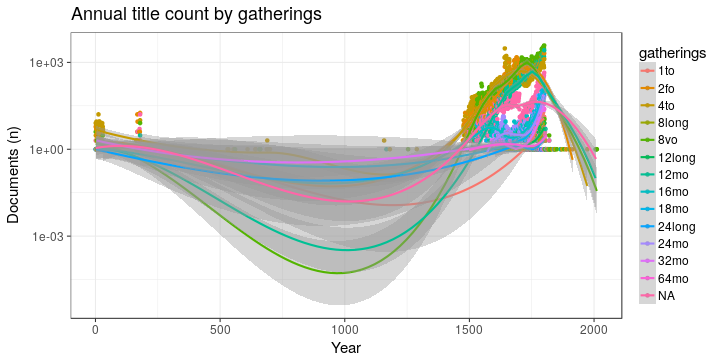 Annual title count by gatherings
Documents (n)
1e+03
1e+00
1e-03
0
500
1000
1500
2000
Year
gatherings
1to
2fo
4to
8long
8vo
12long
12mo
16mo
18mo
24long
24mo
32mo
64mo
NA